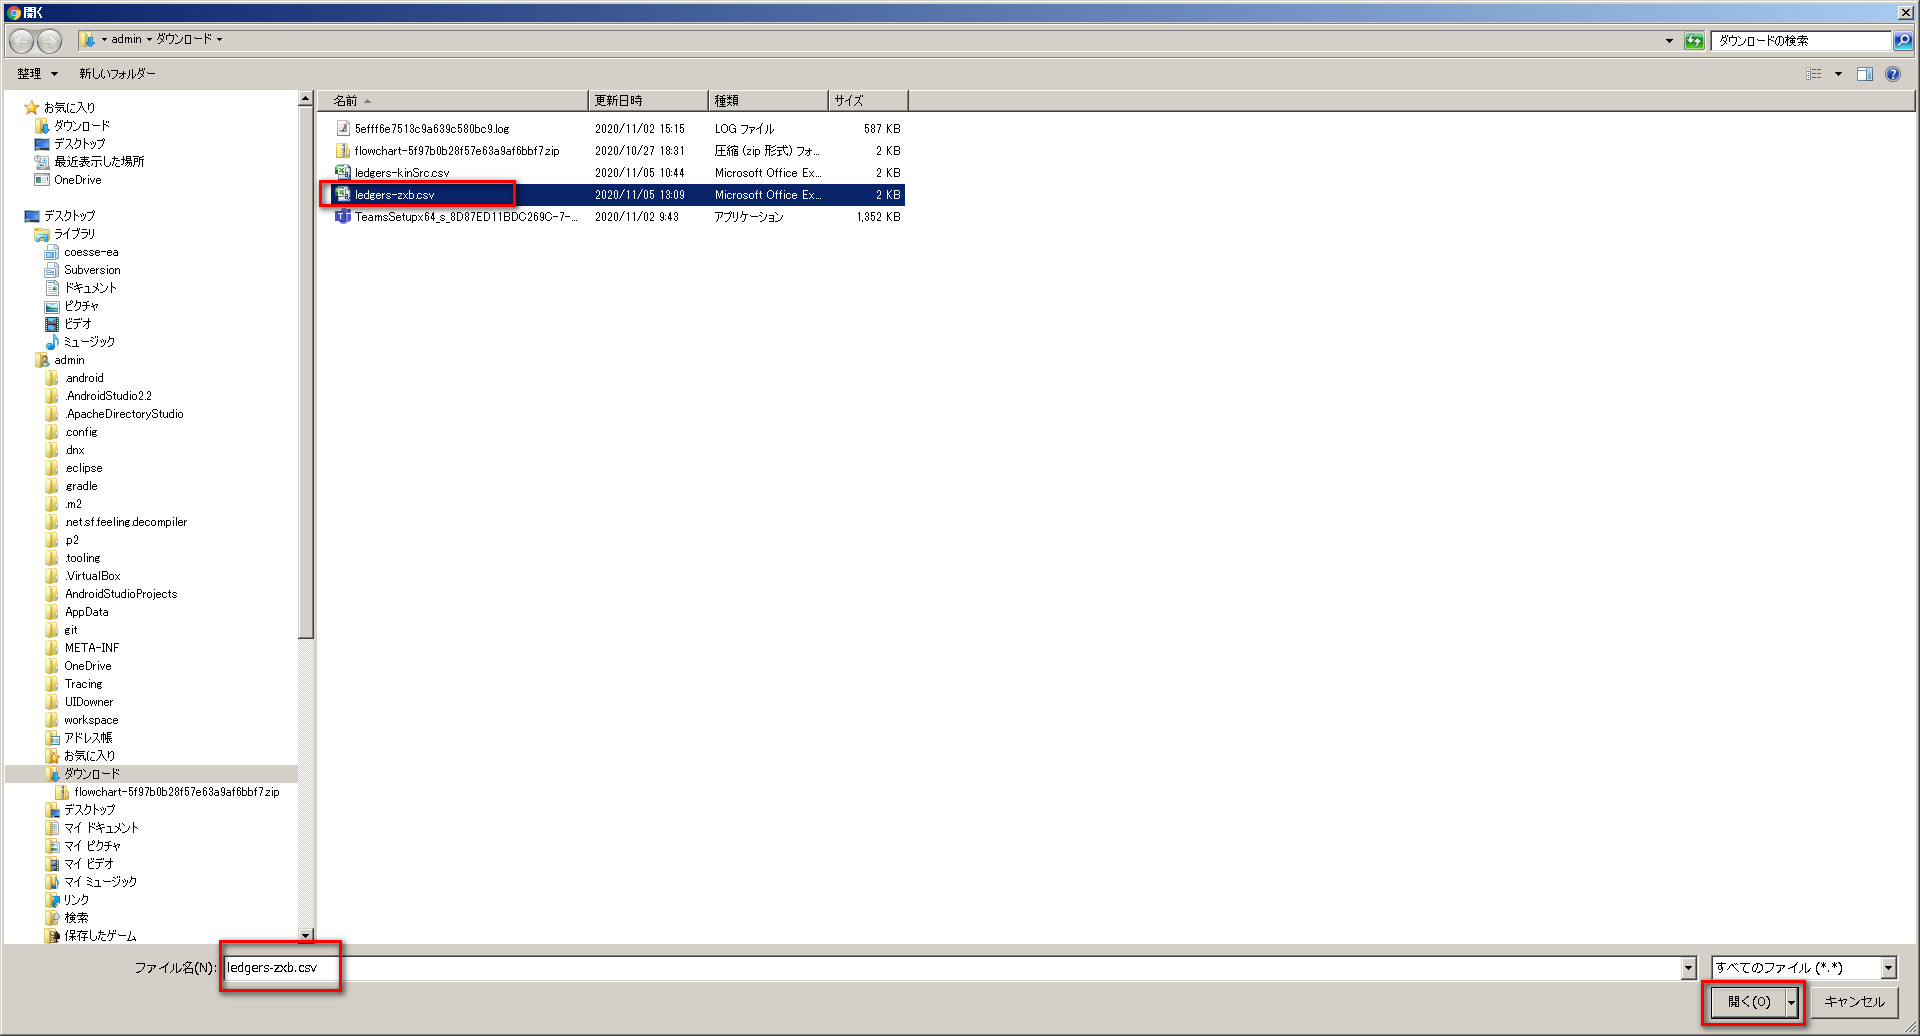 開く
admin ダウンロード
ダウンロードの検索
整理 新しいフォルダー
お気に入り
ダウンロード
デスクトップ
最近表示した場所
OneDrive
デスクトップ
ライブラリ
coesse-ea
Subversion
ドキュメント
ピクチャ
ビデオ
ミュージック
admin
.android
.AndroidStudio2.2
.ApacheDirectoryStudio
.config
.dnx
.eclipse
.gradle
.m2
.net.sf.feeling.decompiler
.p2
.tooling
.VirtualBox
AndroidStudioProjects
AppData
git
META-INF
OneDrive
Tracing
UIDowner
workspace
アドレス帳
お気に入り
ダウンロード
flowchart-5f97b0b28f57e63a9af6bbf7.zip
デスクトップ
マイ ドキュメント
マイ ピクチャ
マイ ビデオ
マイ ミュージック
リンク
検索
保存したゲーム
名前 更新日時 種類 サイズ
5efff6e7513c9a639c580bc9.log 2020/11/02 15:15 LOG ファイル 587 KB
flowchart-5f97b0b28f57e63a9af6bbf7.zip 2020/10/27 18:31 圧縮 (zip 形式) フォ... 2 KB
ledgers-kinSrc.csv 2020/11/05 10:44 Microsoft Office Ex... 2 KB
ledgers-zxb.csv 2020/11/05 13:09 Microsoft Office Ex... 2 KB
TeamsSetupx64_s_8D87ED11BDC269C-7-... 2020/11/02 9:43 アプリケーション 1,352 KB
ファイル名(N): ledgers-zxb.csv すべてのファイル (*.*)
開く(O) キャンセル